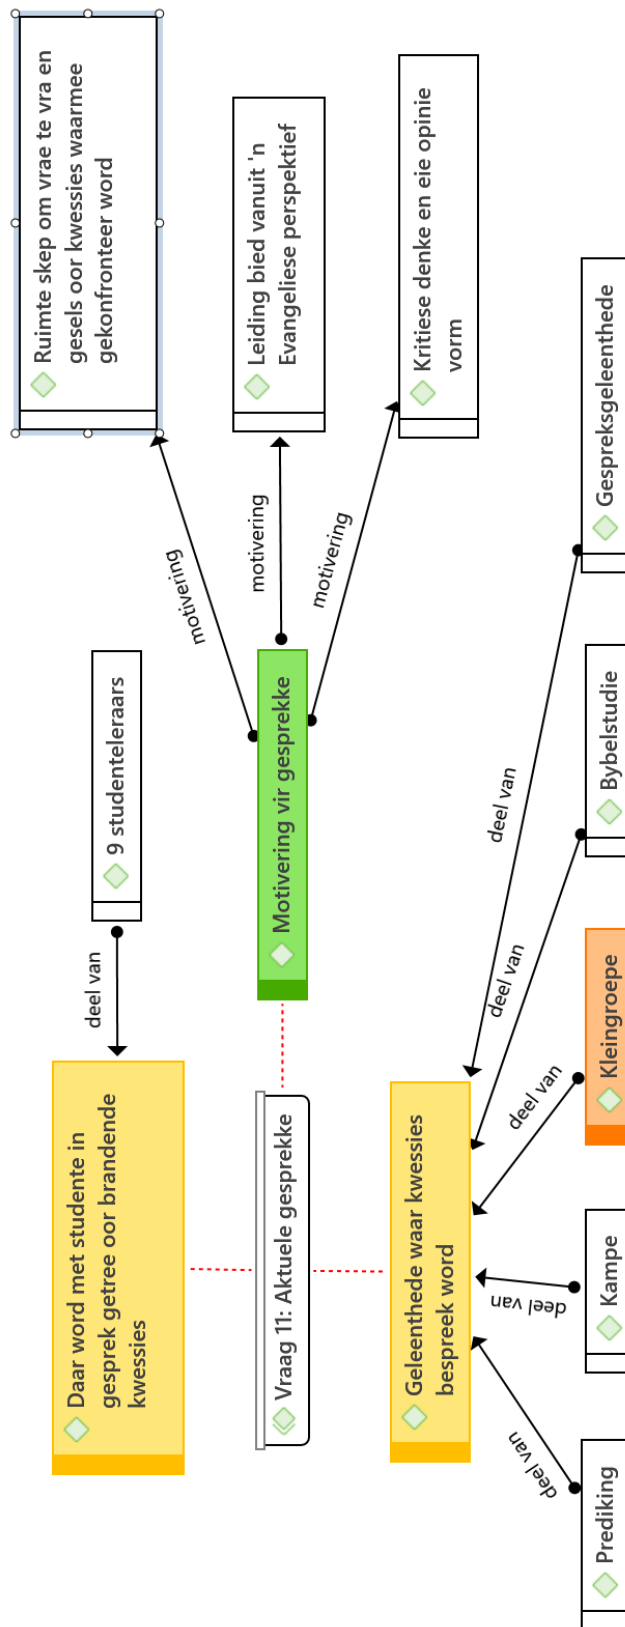 Daar word met studente in
gesprek getree oor brandende
kwessies
deel van
9 studenteleraars
Ruimte skep om vrae te vra en
gesels oor kwessies waarmee
gekonfronteer word
motivering
Vraag 11: Aktuele gesprekke
Motivering vir gesprekke
motivering
Leiding bied vanuit 'n
Evangeliese perspektief
motivering
Kritiese denke en eie opinie
vorm
Geleenthede waar kwessies
bespreek word
deel van
deel van
deel van
deel van
deel van
Prediking
Kampe
Kleingroepe
Bybelstudie
Gespreksgeleenthede